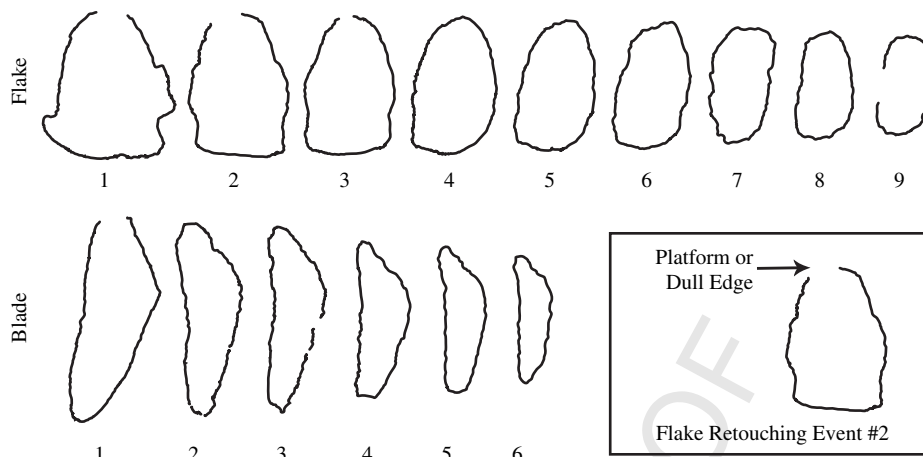 Flake
1 2 3 4 5 6 7 8 9
Blade
1 2 3 4 5 6
Platform or
Dull Edge
Flake Retouching Event #2
OF